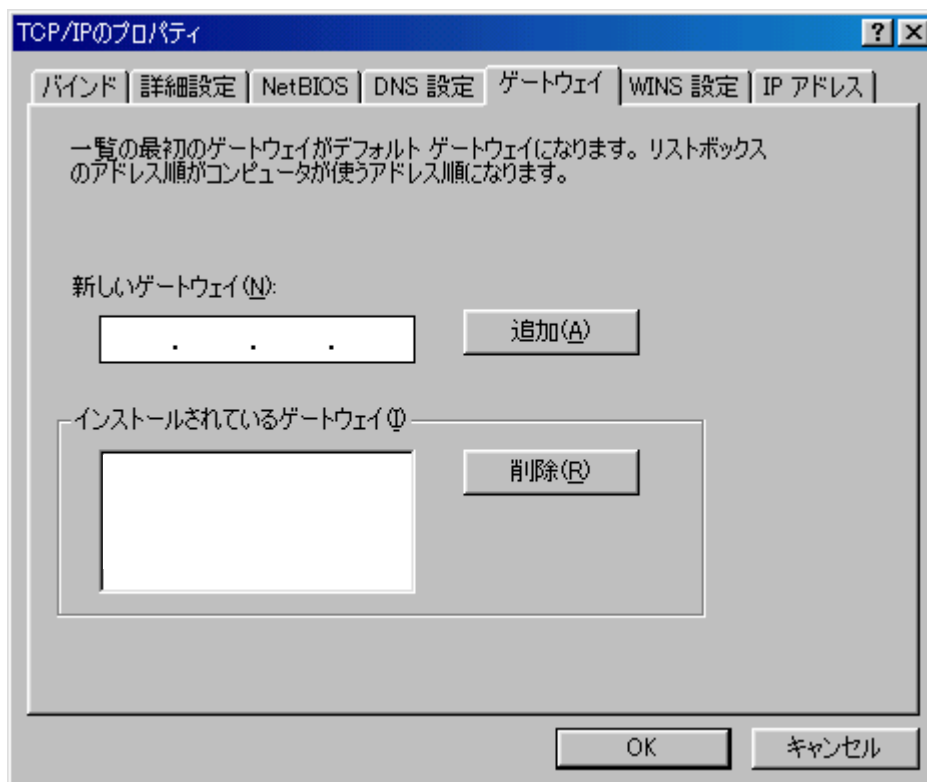 TCP/IPのプロパティ
バインド 詳細設定 NetBIOS DNS 設定 ゲートウェイ WINS 設定 IP アドレス
一覧の最初のゲートウェイがデフォルト ゲートウェイになります。リストボックス
のアドレス順がコンピュータが使うアドレス順になります。
新しいゲートウェイ(N):
. . .
追加(A)
インストールされているゲートウェイ(I)
削除(R)
OK キャンセル